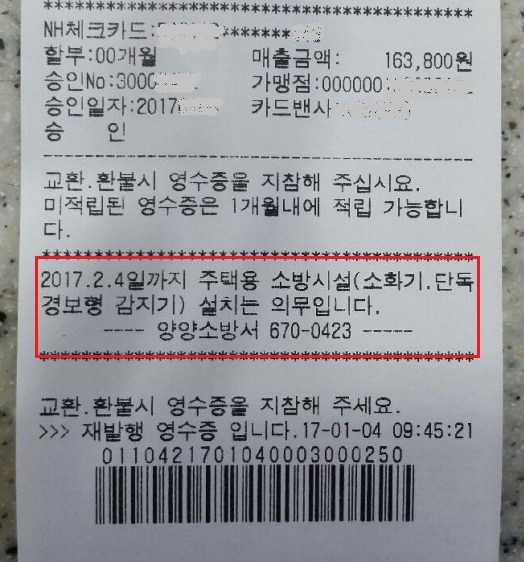 ************************************************
NH체크카드: ********
할부:00개월 매출금액: 163,800원
승인No:3000 가맹점:000000
승인일자:2017 카드밴사
승 인
------------------------------------------------
교환.환불시 영수증을 지참해 주십시요.
미적립된 영수증은 1개월내에 적립 가능합니
다.
************************************************
2017.2.4일까지 주택용 소방시설(소화기.단독
경보형 감지기) 설치는 의무입니다.
---- 양양소방서 670-0423 -----
************************************************
교환.환불시 영수증을 지참해 주세요.
>>> 재발행 영수증 입니다.17-01-04 09:45:21
0110421701040003000250